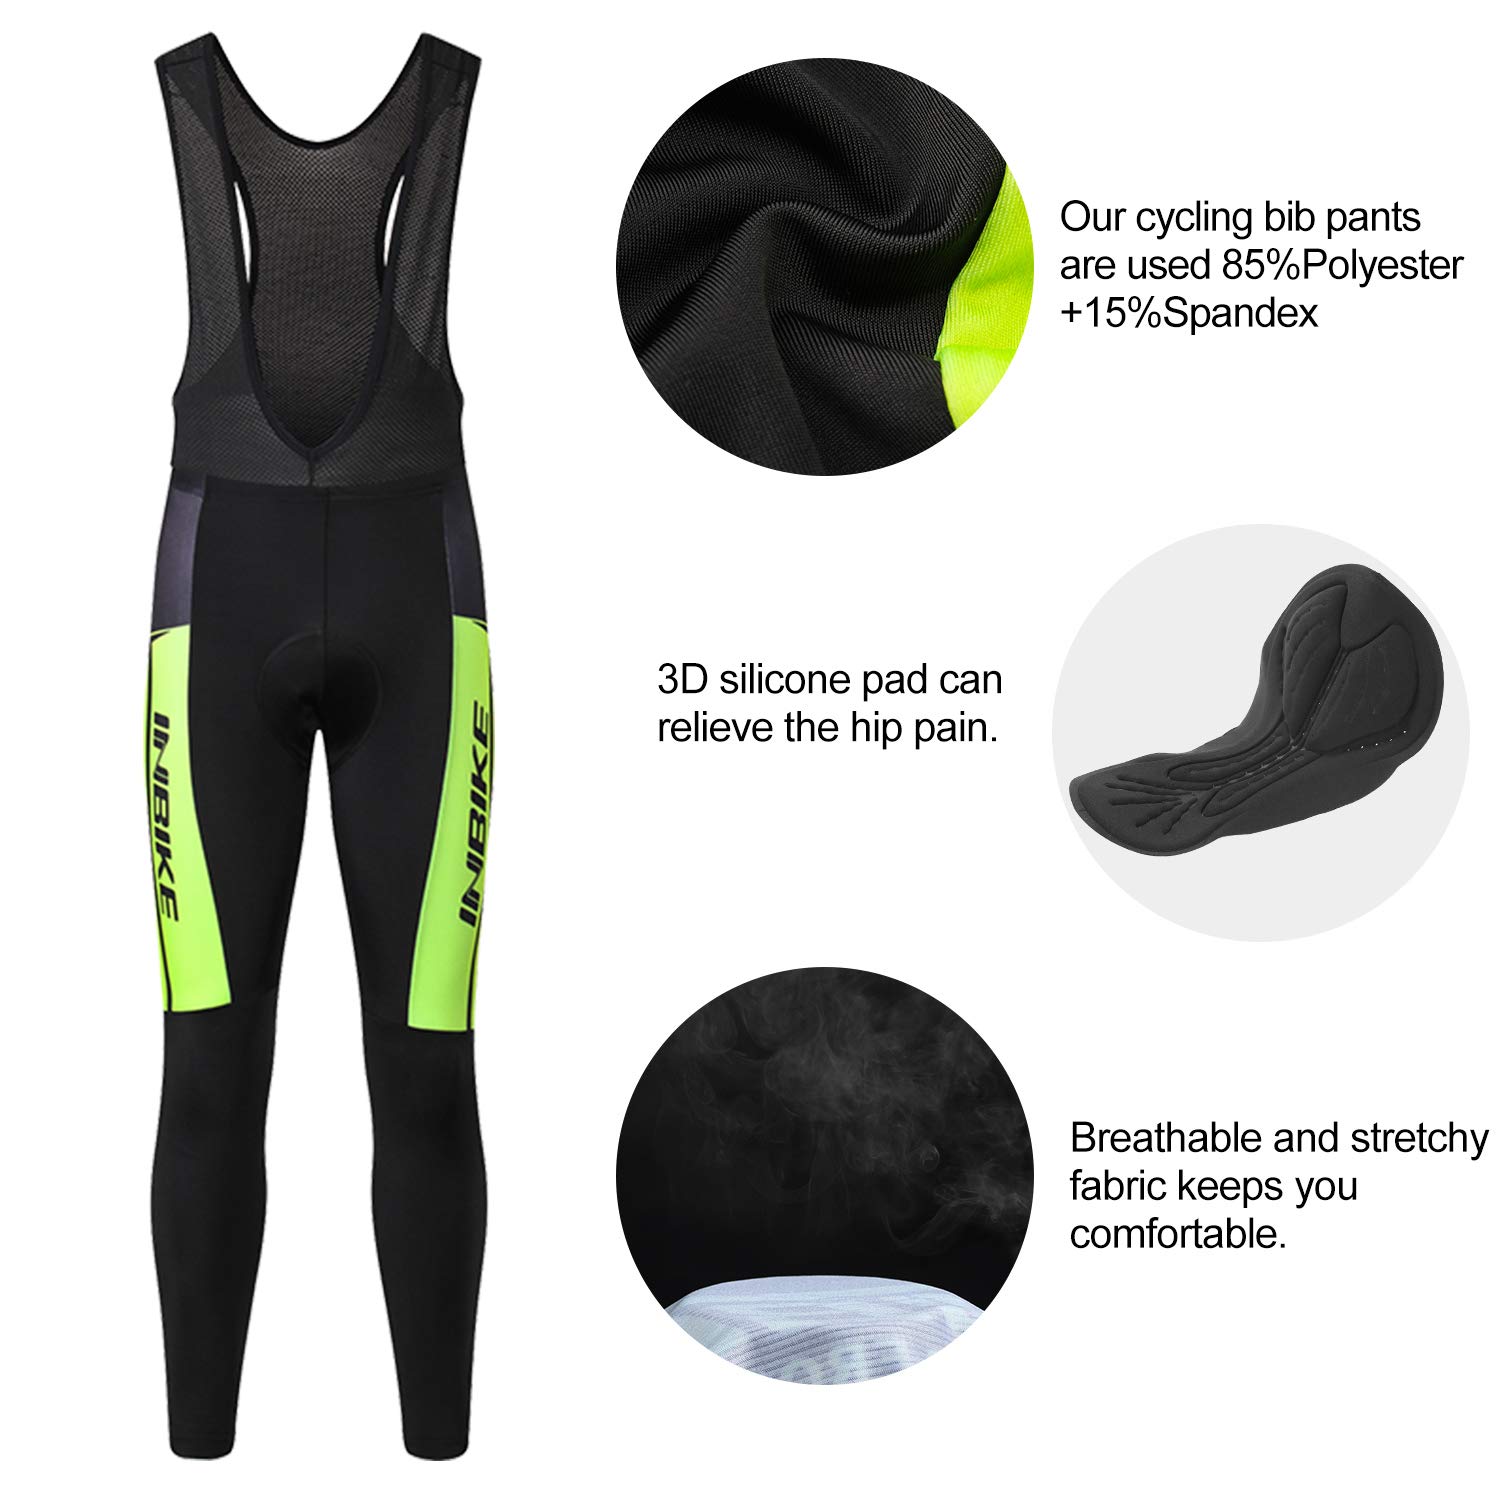 Our cycling bib pants
are used 85%Polyester
+15%Spandex
3D silicone pad can
relieve the hip pain.
INBIKE
INBIKE
Breathable and stretchy
fabric keeps you
comfortable.